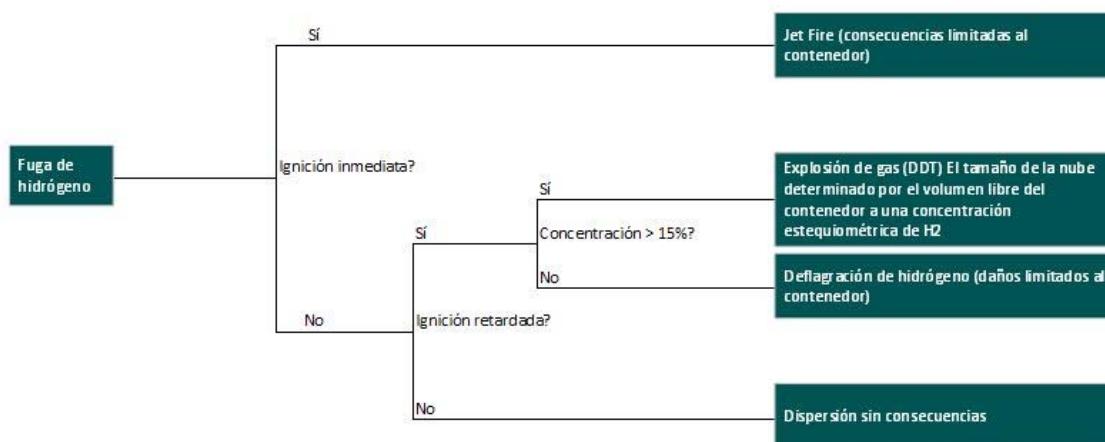 Sí
Jet Fire (consecuencias limitadas al
contenedor)
Fuga de
hidrógeno
Ignición inmediata?
Sí
Explosión de gas (DDT) El tamaño de la nube
determinado por el volumen libre del
contenedor a una concentración
estequiométrica de H2
Sí
Concentración > 15%?
No
Deflagración de hidrógeno (daños limitados al
contenedor)
No
Ignición retardada?
No
Dispersión sin consecuencias